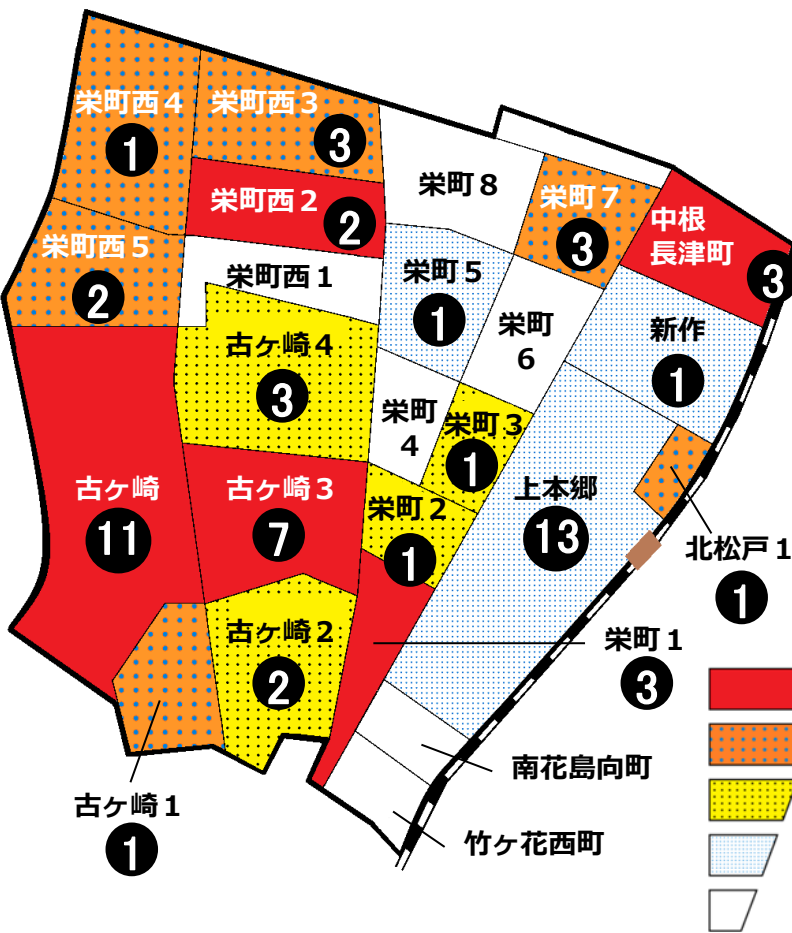 栄町西４
1
栄町西３
3
栄町西２
2
栄町８
栄町７
3
中根
長津町
3
栄町西５
2
栄町西１
栄町５
1
栄町
６
新作
1
古ヶ崎４
3
栄町
４
栄町３
1
古ヶ崎
11
古ヶ崎３
7
栄町２
1
上本郷
13
北松戸１
1
古ヶ崎２
2
栄町１
3
南花島向町
古ヶ崎１
1
竹ヶ花西町